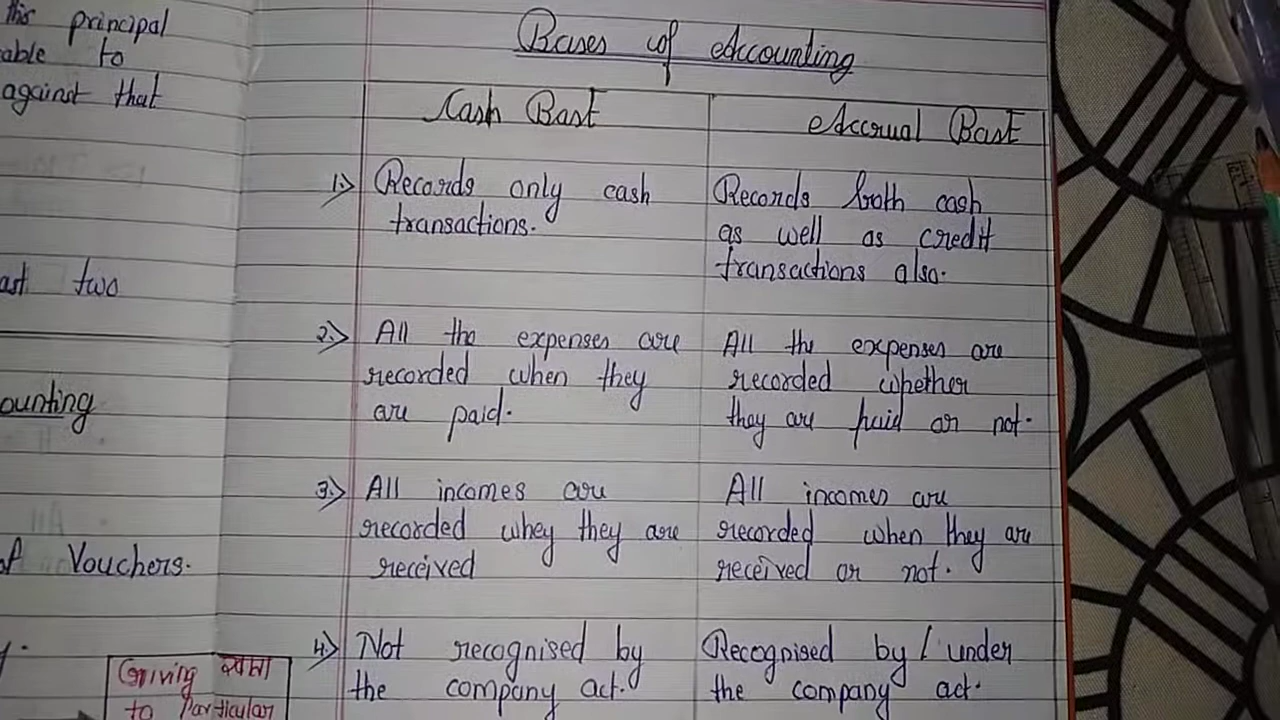 this principal
able to
against that
ast two
ounting
of Vouchers.
y.
Giving
to Particular
Bases of Accounting
Cash Bast
Accrual Bast
1.> Records only cash
transactions.
Records both cash
as well as credit
transactions also.
2.> All the expenses are
recorded when they
are paid.
All the expenses are
recorded whether
they are paid or not.
3.> All incomes are
recorded whey they are
received
All incomes are
recorded when they are
received or not.
4.> Not recognised by
the company act.
Recognised by / under
the company act.